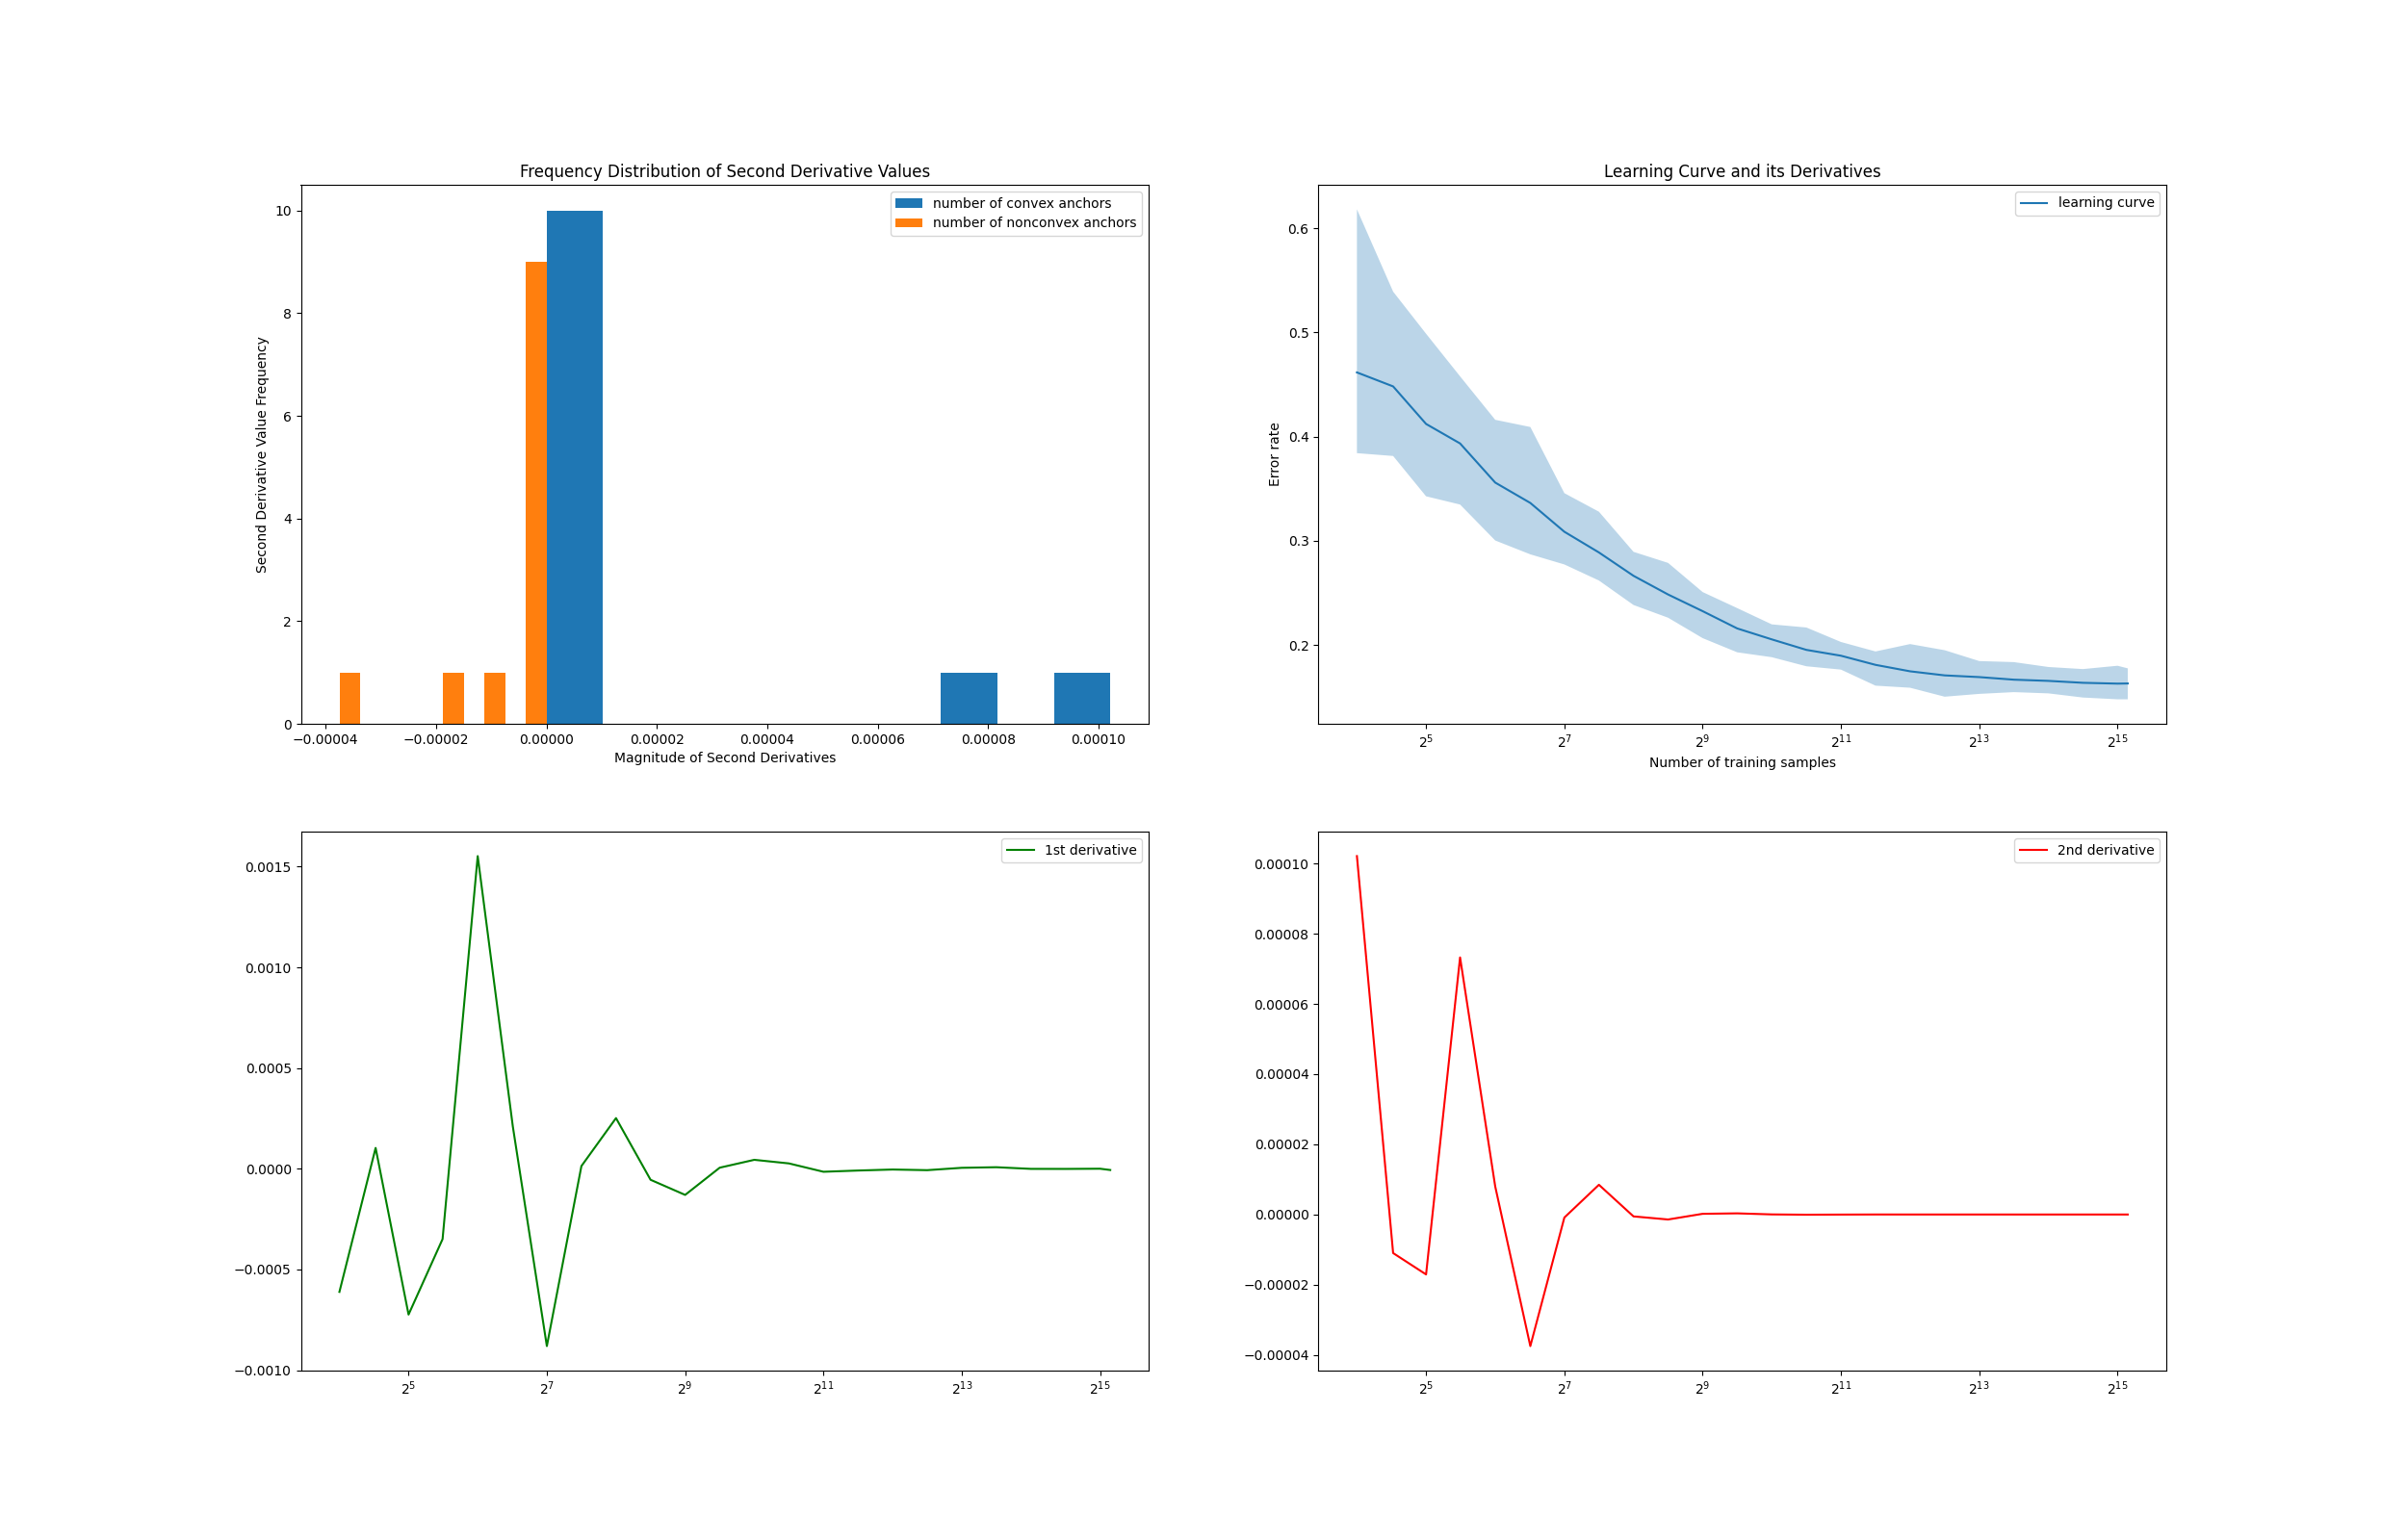 Frequency Distribution of Second Derivative Values
number of convex anchors
number of nonconvex anchors
10
8
6
4
2
0
Second Derivative Value Frequency
−0.00004 −0.00002 0.00000 0.00002 0.00004 0.00006 0.00008 0.00010
Magnitude of Second Derivatives
Learning Curve and its Derivatives
learning curve
0.6
0.5
0.4
0.3
0.2
Error rate
2^5 2^7 2^9 2^11 2^13 2^15
Number of training samples
1st derivative
0.0015
0.0010
0.0005
0.0000
−0.0005
−0.0010
2^5 2^7 2^9 2^11 2^13 2^15
2nd derivative
0.00010
0.00008
0.00006
0.00004
0.00002
0.00000
−0.00002
−0.00004
2^5 2^7 2^9 2^11 2^13 2^15